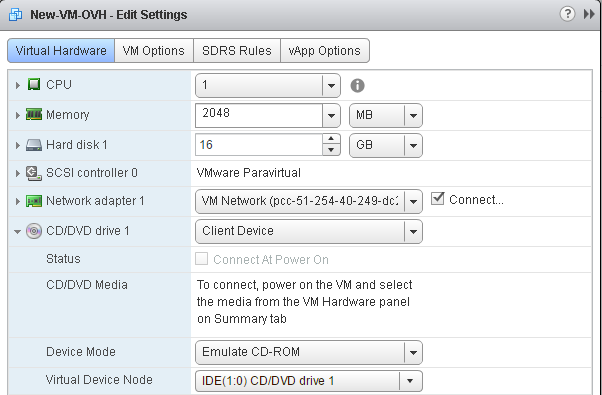 New-VM-OVH - Edit Settings
Virtual Hardware VM Options SDRS Rules vApp Options
CPU 1
Memory 2048 MB
Hard disk 1 16 GB
SCSI controller 0 VMware Paravirtual
Network adapter 1 VM Network (pcc-51-254-40-249-dc2 Connect...
CD/DVD drive 1 Client Device
Status Connect At Power On
CD/DVD Media To connect, power on the VM and select
the media from the VM Hardware panel
on Summary tab
Device Mode Emulate CD-ROM
Virtual Device Node IDE(1:0) CD/DVD drive 1